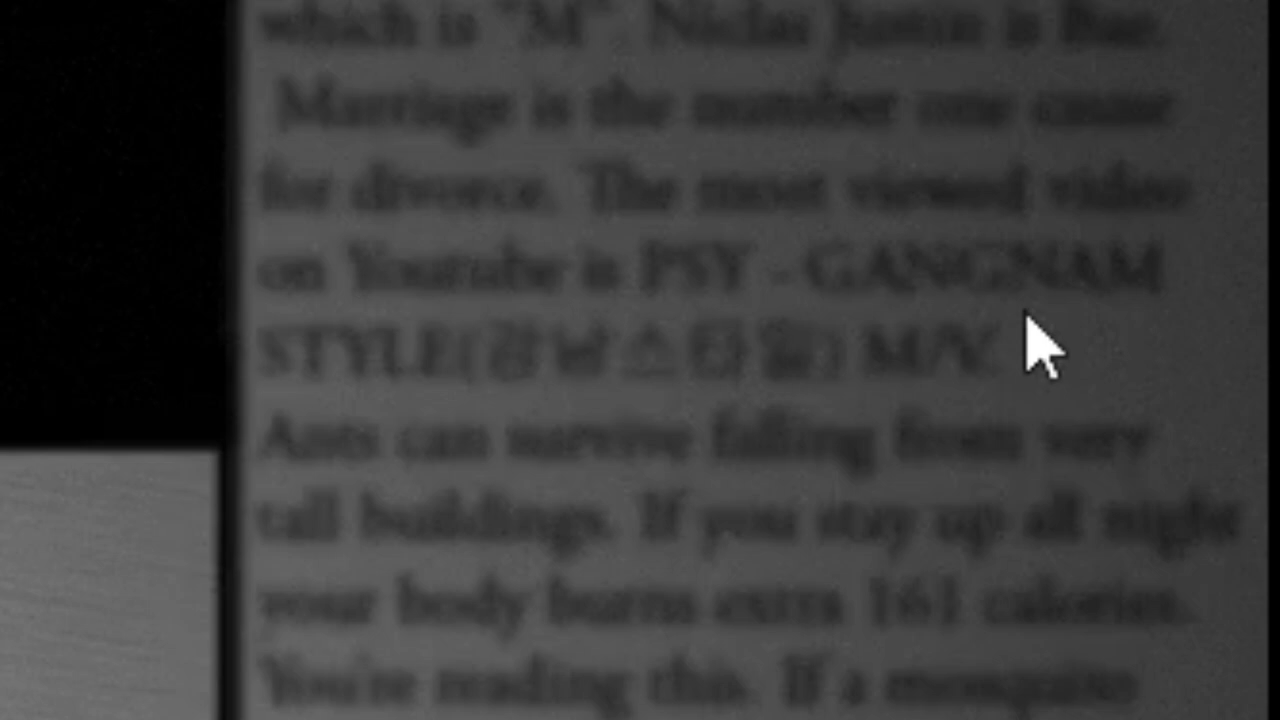 which is "M". Niclas Justin is Bae.
Marriage is the number one cause
for divorce. The most viewed video
on Youtube is PSY - GANGNAM
STYLE(강남스타일) M/V.
Ants can survive falling from very
tall buildings. If you stay up all night
your body burns extra 161 calories.
You're reading this. If a mosquito